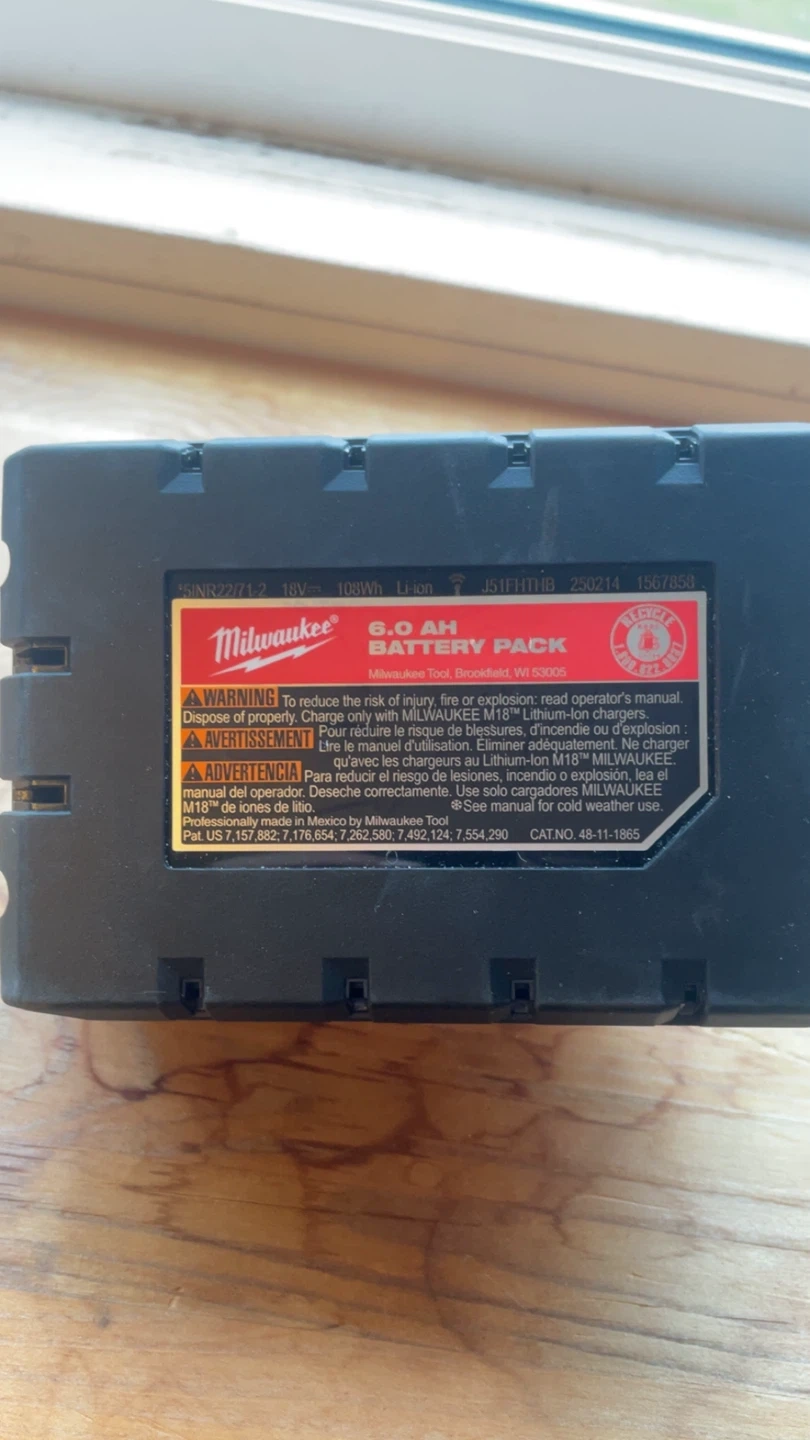 5INR22/71-2 18V⎓ 108Wh Li-ion J51FHTHB 250214 1567858
Milwaukee®
6.0 AH
BATTERY PACK
Milwaukee Tool, Brookfield, WI 53005
RECYCLE
1.800.822.8837
⚠WARNING To reduce the risk of injury, fire or explosion: read operator's manual.
Dispose of properly. Charge only with MILWAUKEE M18™ Lithium-Ion chargers.
⚠AVERTISSEMENT Pour réduire le risque de blessures, d'incendie ou d'explosion :
Lire le manuel d'utilisation. Éliminer adéquatement. Ne charger
qu'avec les chargeurs au Lithium-Ion M18™ MILWAUKEE.
⚠ADVERTENCIA Para reducir el riesgo de lesiones, incendio o explosión, lea el
manual del operador. Deseche correctamente. Use solo cargadores MILWAUKEE
M18™ de iones de litio. ❄See manual for cold weather use.
Professionally made in Mexico by Milwaukee Tool
Pat. US 7,157,882; 7,176,654; 7,262,580; 7,492,124; 7,554,290 CAT.NO. 48-11-1865